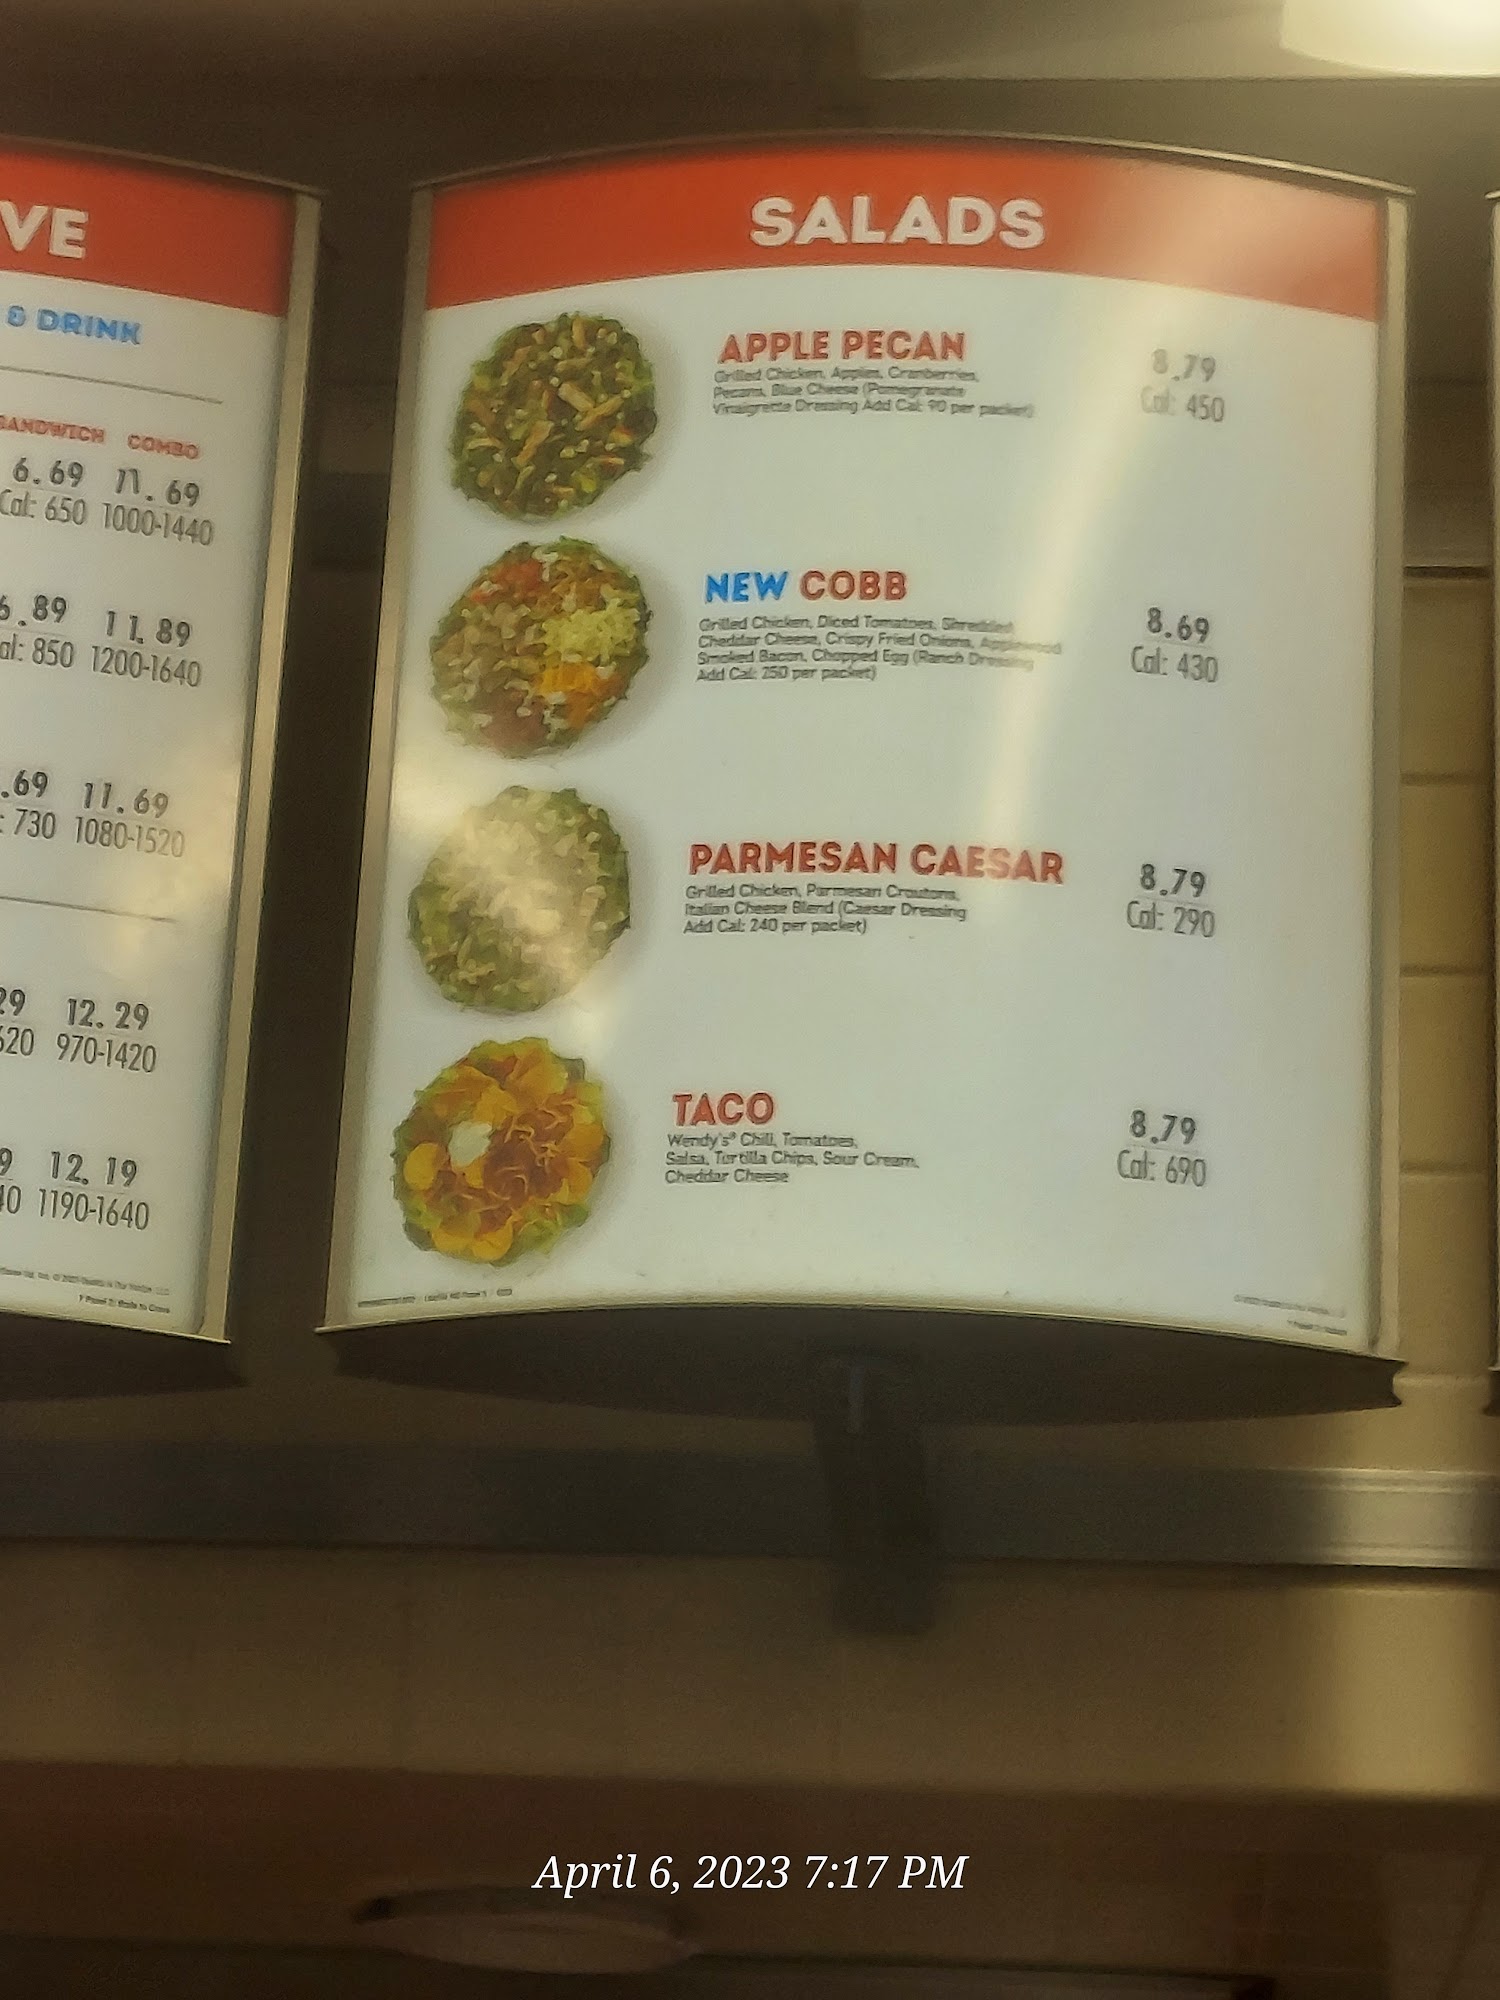 VE
& DRINK
SANDWICH COMBO
6.69 11.69
Cal: 650 1000-1440
6.89 11.89
al: 850 1200-1640
.69 11.69
: 730 1080-1520
29 12.29
620 970-1420
9 12.19
40 1190-1640
SALADS
APPLE PECAN
Grilled Chicken, Apples, Cranberries,
Pecans, Blue Cheese (Pomegranate
Vinaigrette Dressing Add Cal: 90 per packet)
8.79
Cal: 450
NEW COBB
Grilled Chicken, Diced Tomatoes, Shredded
Cheddar Cheese, Crispy Fried Onions, Applewood
Smoked Bacon, Chopped Egg (Ranch Dressing
Add Cal: 250 per packet)
8.69
Cal: 430
PARMESAN CAESAR
Grilled Chicken, Parmesan Croutons,
Italian Cheese Blend (Caesar Dressing
Add Cal: 240 per packet)
8.79
Cal: 290
TACO
Wendy's® Chili, Tomatoes,
Salsa, Tortilla Chips, Sour Cream,
Cheddar Cheese
8.79
Cal: 690
April 6, 2023 7:17 PM